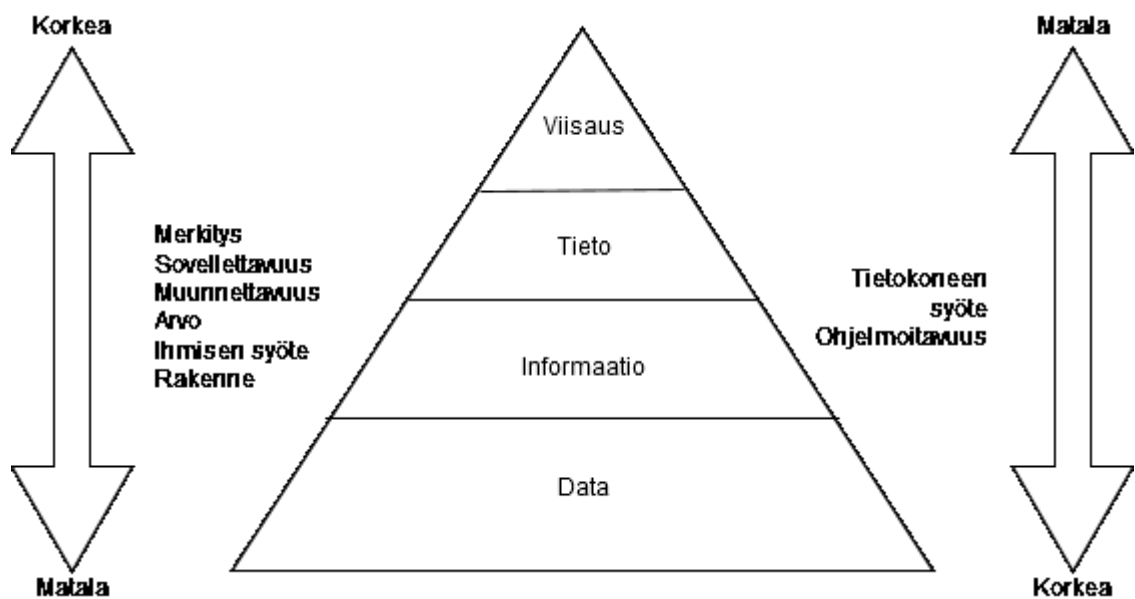 Korkea
Matala
Viisaus
Merkitys
Sovellettavuus
Muunnettavuus
Arvo
Ihmisen syöte
Rakenne
Tieto
Tietokoneen
syöte
Ohjelmoitavuus
Informaatio
Data
Matala
Korkea